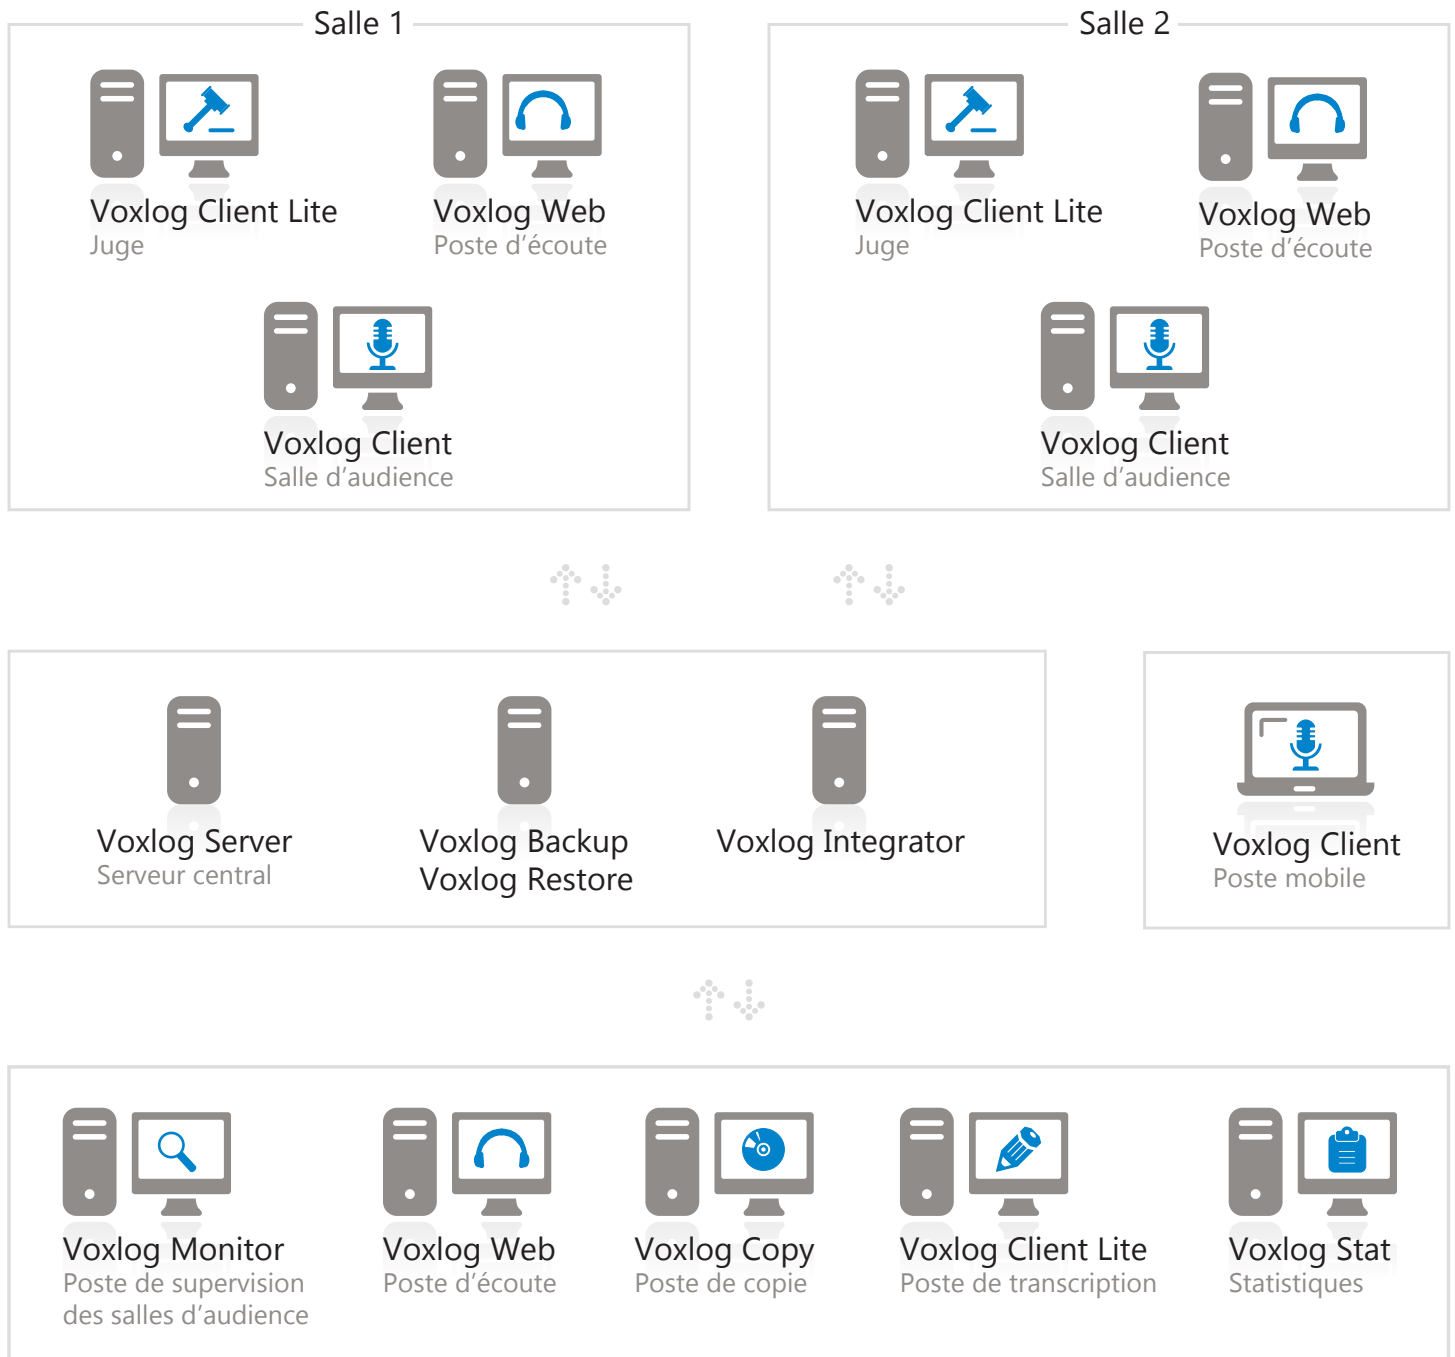 Salle 1
Voxlog Client Lite
Juge
Voxlog Web
Poste d’écoute
Voxlog Client
Salle d’audience
Salle 2
Voxlog Client Lite
Juge
Voxlog Web
Poste d’écoute
Voxlog Client
Salle d’audience
Voxlog Server
Serveur central
Voxlog Backup
Voxlog Restore
Voxlog Integrator
Voxlog Client
Poste mobile
Voxlog Monitor
Poste de supervision
des salles d’audience
Voxlog Web
Poste d’écoute
Voxlog Copy
Poste de copie
Voxlog Client Lite
Poste de transcription
Voxlog Stat
Statistiques